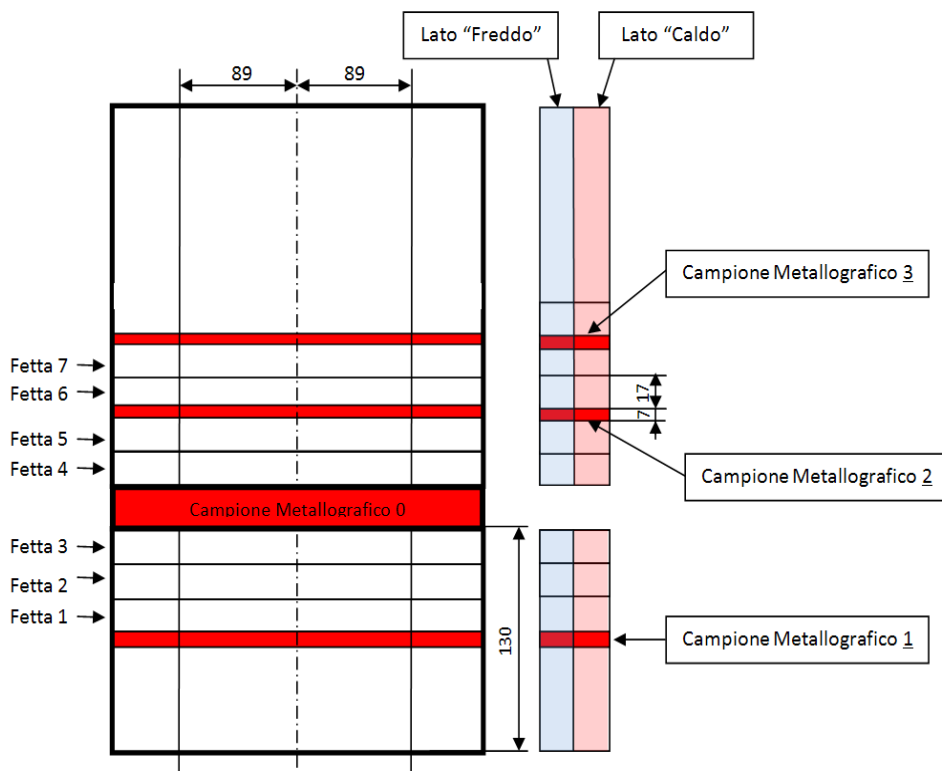 Lato “Freddo”
Lato “Caldo”
89
89
Campione Metallografico 3
Fetta 7
Fetta 6
17
7
Fetta 5
Fetta 4
Campione Metallografico 2
Campione Metallografico 0
Fetta 3
Fetta 2
Fetta 1
130
Campione Metallografico 1